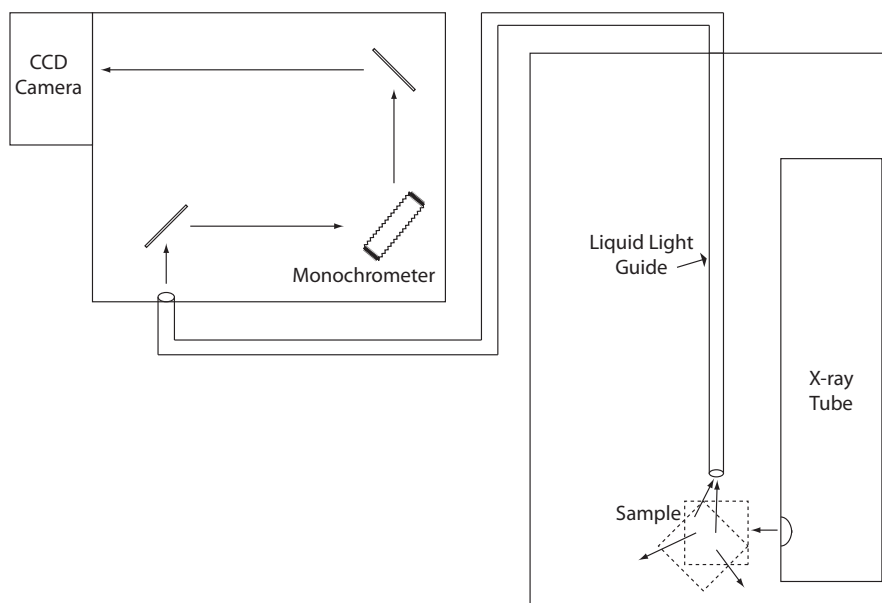 CCD
Camera
Monochrometer
Liquid Light
Guide
X-ray
Tube
Sample